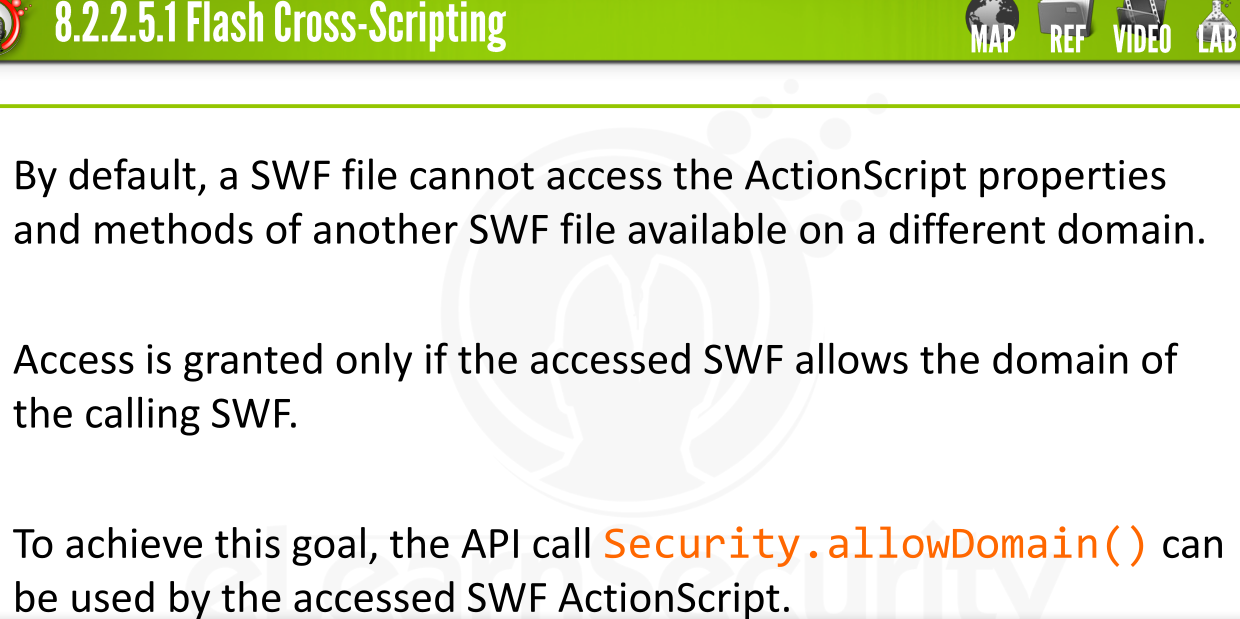 8.2.2.5.1 Flash Cross-Scripting
MAP REF VIDEO LAB
By default, a SWF file cannot access the ActionScript properties
and methods of another SWF file available on a different domain.
Access is granted only if the accessed SWF allows the domain of
the calling SWF.
To achieve this goal, the API call Security.allowDomain() can
be used by the accessed SWF ActionScript.
eLearnSecurity